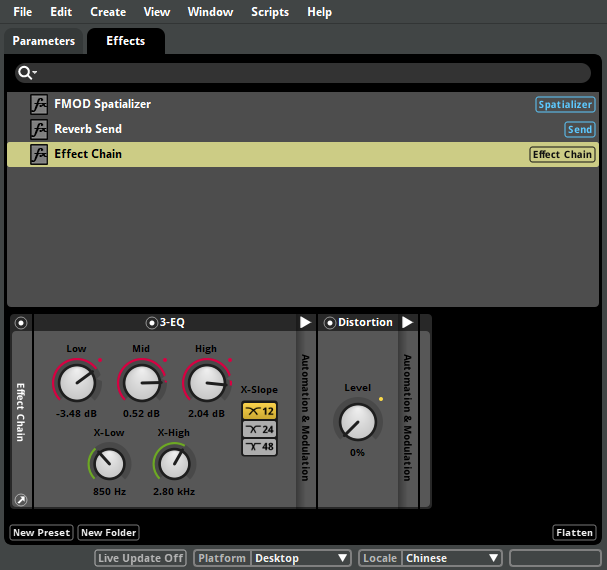 File Edit Create View Window Scripts Help
Parameters Effects
FMOD Spatializer Spatializer
Reverb Send Send
Effect Chain Effect Chain
Effect Chain
3-EQ
Low Mid High
-3.48 dB 0.52 dB 2.04 dB
X-Low X-High
850 Hz 2.80 kHz
X-Slope
12
24
48
Automation & Modulation
Distortion
Level
0%
Automation & Modulation
New Preset New Folder Flatten
Live Update Off Platform Desktop Locale Chinese